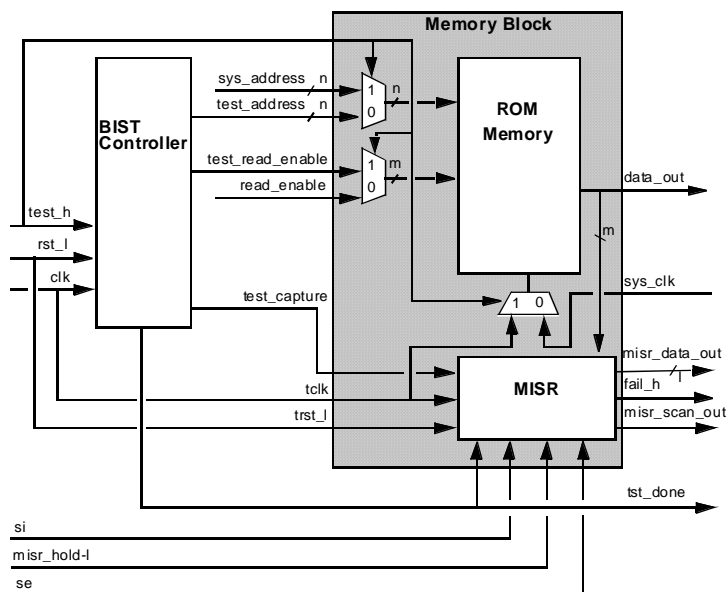 Memory Block
sys_address n
test_address n
1
0
n
ROM
Memory
BIST
Controller
test_read_enable
read_enable
1
0
m
data_out
test_h
rst_l
clk
m
test_capture
1 0
sys_clk
misr_data_out
l
tclk
MISR
fail_h
trst_l
misr_scan_out
tst_done
si
misr_hold-l
se